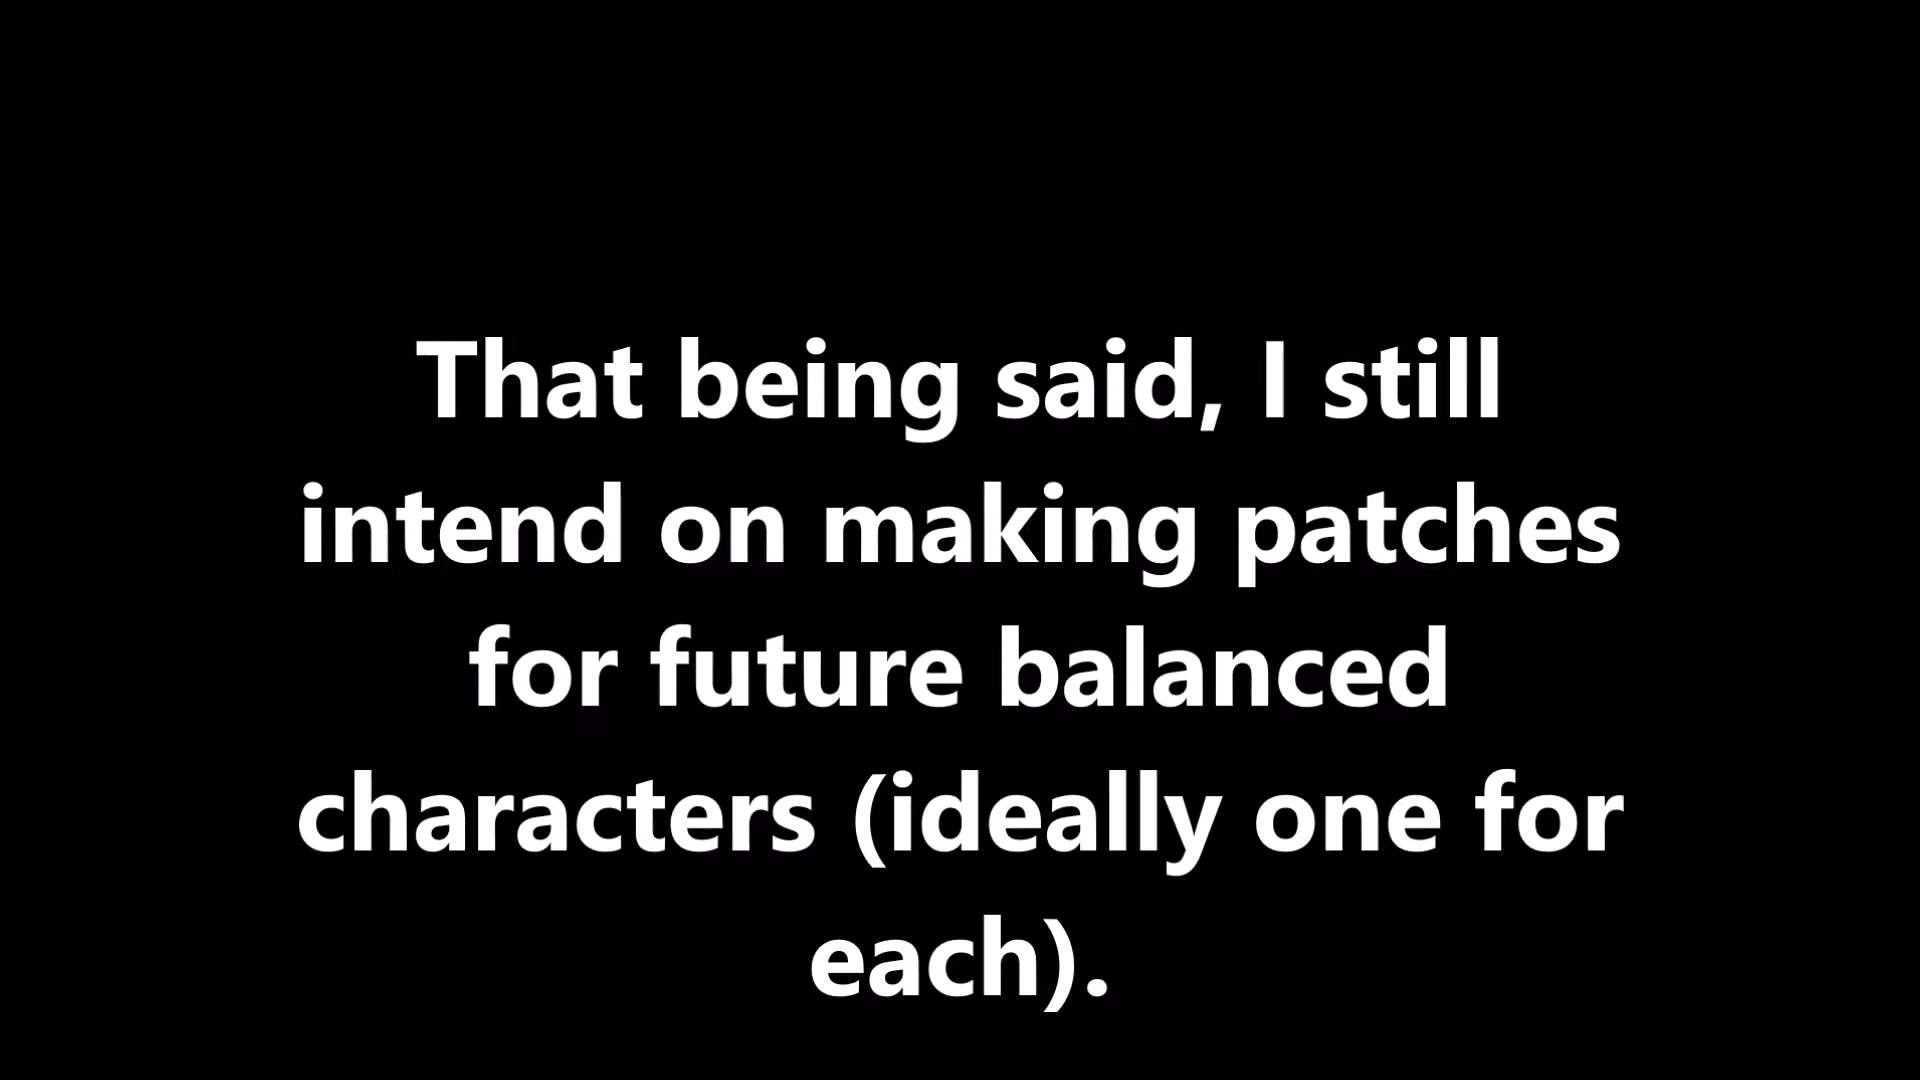 That being said, I still
intend on making patches
for future balanced
characters (ideally one for
each).